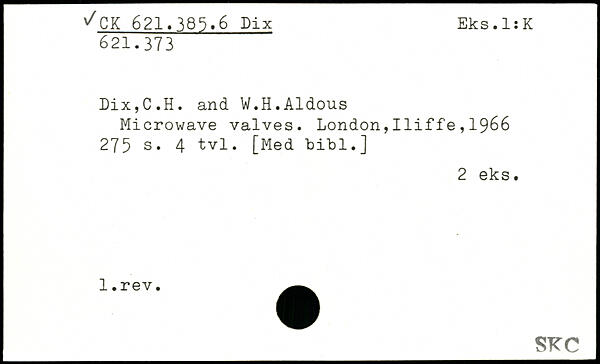 ✓ CK 621.385.6 Dix Eks.1:K
621.373
Dix,C.H. and W.H.Aldous
Microwave valves. London,Iliffe,1966
275 s. 4 tvl. [Med bibl.]
2 eks.
1.rev.
SKC